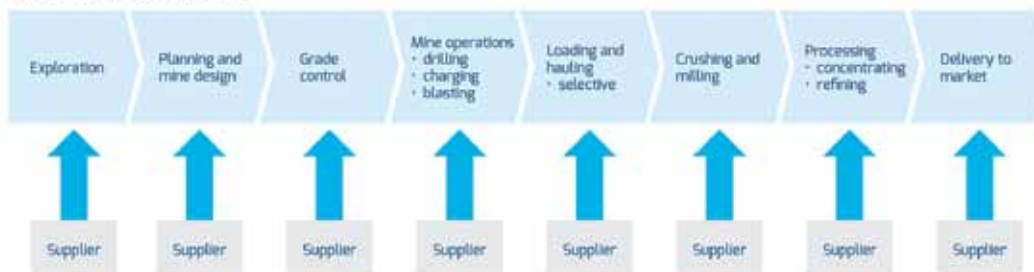 Exploration
Planning and
mine design
Grade
control
Mine operations
· drilling
· charging
· blasting
Loading and
hauling
· selective
Crushing and
milling
Processing
· concentrating
· refining
Delivery to
market
Supplier
Supplier
Supplier
Supplier
Supplier
Supplier
Supplier
Supplier